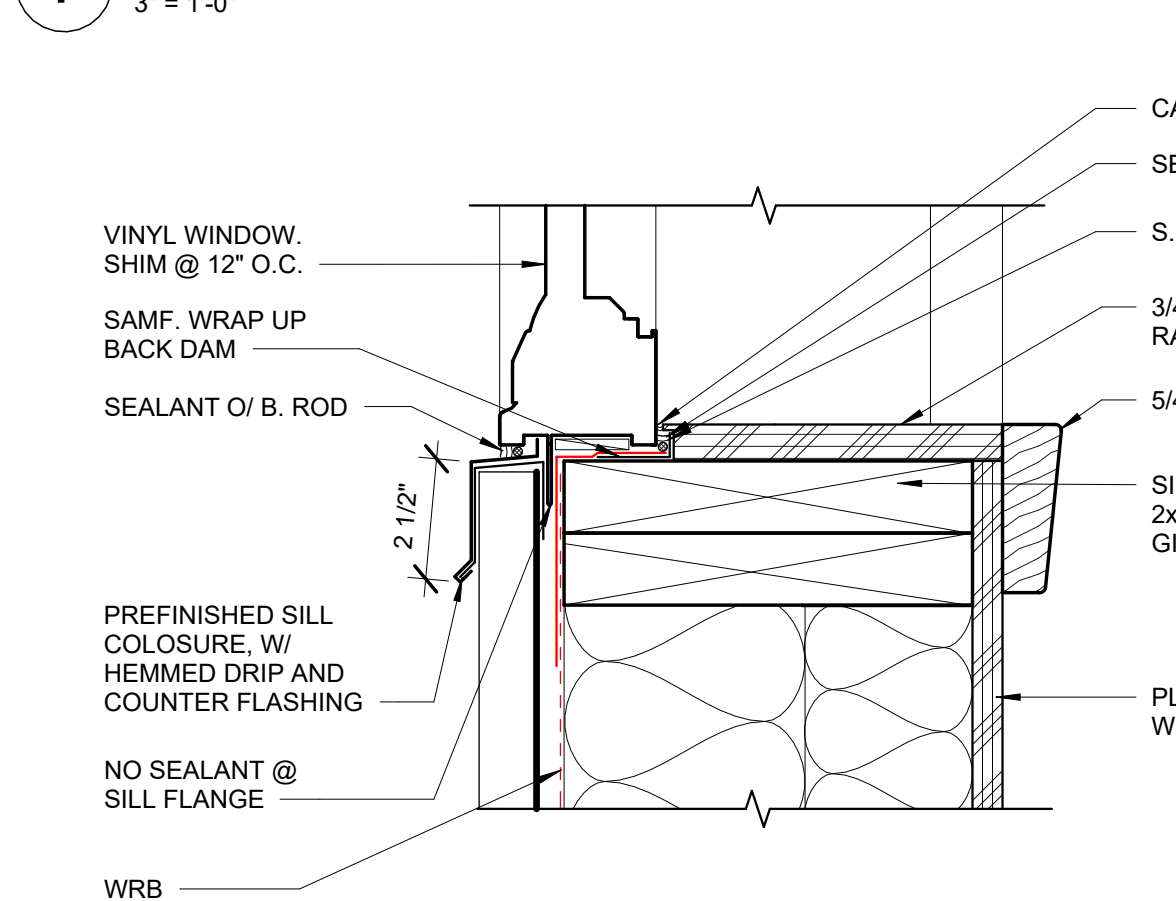 3" = 1'-0"
VINYL WINDOW.
SHIM @ 12" O.C.
SAMF. WRAP UP
BACK DAM
SEALANT O/ B. ROD
2 1/2"
PREFINISHED SILL
COLOSURE, W/
HEMMED DRIP AND
COUNTER FLASHING
NO SEALANT @
SILL FLANGE
WRB
CA
SE
S.
3/4
RA
5/4
SI
2x
GI
PL
W